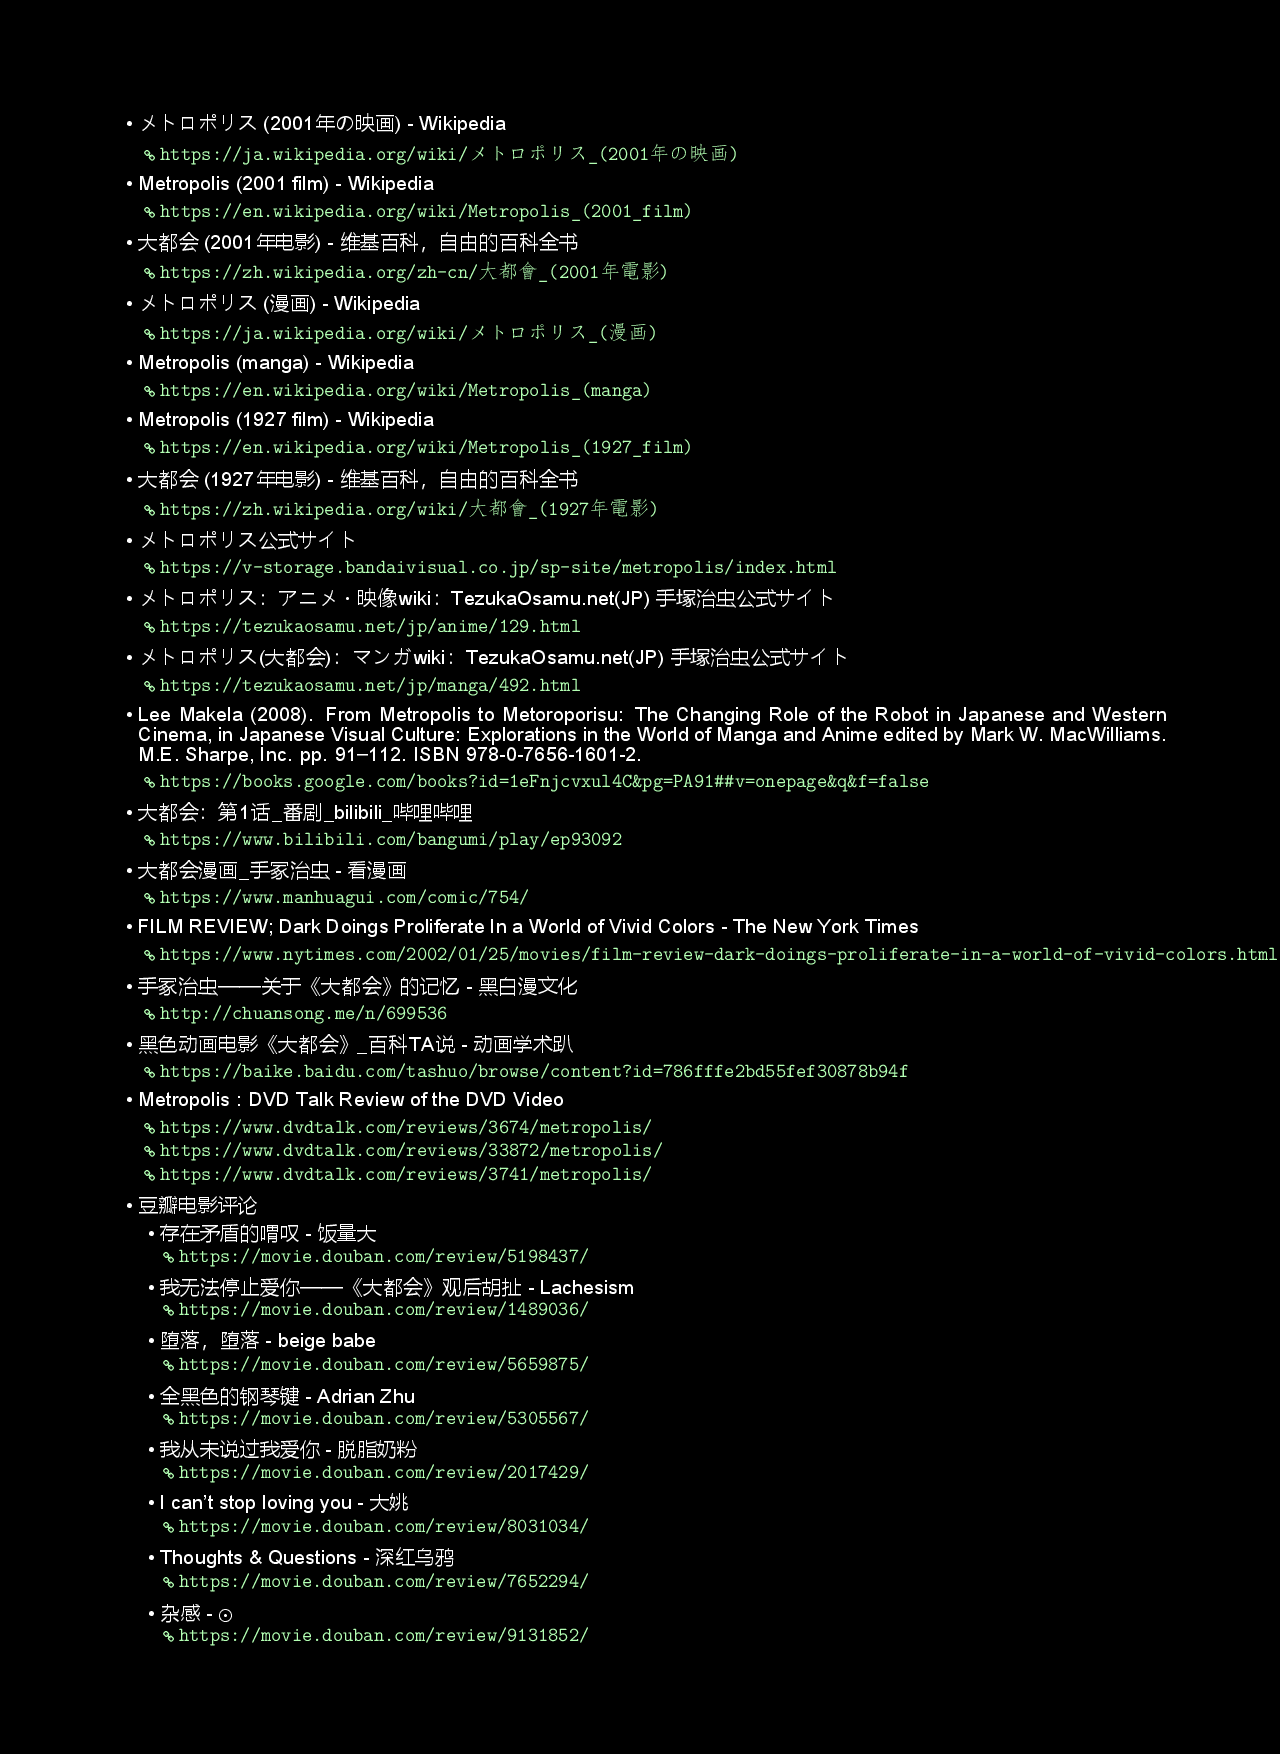 • メトロポリス (2001年の映画) - Wikipedia
https://ja.wikipedia.org/wiki/メトロポリス_(2001年の映画)
• Metropolis (2001 film) - Wikipedia
https://en.wikipedia.org/wiki/Metropolis_(2001_film)
• 大都会 (2001年电影) - 维基百科，自由的百科全书
https://zh.wikipedia.org/zh-cn/大都會_(2001年電影)
• メトロポリス (漫画) - Wikipedia
https://ja.wikipedia.org/wiki/メトロポリス_(漫画)
• Metropolis (manga) - Wikipedia
https://en.wikipedia.org/wiki/Metropolis_(manga)
• Metropolis (1927 film) - Wikipedia
https://en.wikipedia.org/wiki/Metropolis_(1927_film)
• 大都会 (1927年电影) - 维基百科，自由的百科全书
https://zh.wikipedia.org/wiki/大都會_(1927年電影)
• メトロポリス公式サイト
https://v-storage.bandaivisual.co.jp/sp-site/metropolis/index.html
• メトロポリス：アニメ・映像wiki：TezukaOsamu.net(JP) 手塚治虫公式サイト
https://tezukaosamu.net/jp/anime/129.html
• メトロポリス(大都会)：マンガwiki：TezukaOsamu.net(JP) 手塚治虫公式サイト
https://tezukaosamu.net/jp/manga/492.html
• Lee Makela (2008). From Metropolis to Metoroporisu: The Changing Role of the Robot in Japanese and Western
Cinema, in Japanese Visual Culture: Explorations in the World of Manga and Anime edited by Mark W. MacWilliams.
M.E. Sharpe, Inc. pp. 91–112. ISBN 978-0-7656-1601-2.
https://books.google.com/books?id=1eFnjcvxul4C&pg=PA91##v=onepage&q&f=false
• 大都会：第1话_番剧_bilibili_哔哩哔哩
https://www.bilibili.com/bangumi/play/ep93092
• 大都会漫画_手冢治虫 - 看漫画
https://www.manhuagui.com/comic/754/
• FILM REVIEW; Dark Doings Proliferate In a World of Vivid Colors - The New York Times
https://www.nytimes.com/2002/01/25/movies/film-review-dark-doings-proliferate-in-a-world-of-vivid-colors.html
• 手冢治虫——关于《大都会》的记忆 - 黑白漫文化
http://chuansong.me/n/699536
• 黑色动画电影《大都会》_百科TA说 - 动画学术趴
https://baike.baidu.com/tashuo/browse/content?id=786fffe2bd55fef30878b94f
• Metropolis : DVD Talk Review of the DVD Video
https://www.dvdtalk.com/reviews/3674/metropolis/
https://www.dvdtalk.com/reviews/33872/metropolis/
https://www.dvdtalk.com/reviews/3741/metropolis/
• 豆瓣电影评论
• 存在矛盾的喟叹 - 饭量大
https://movie.douban.com/review/5198437/
• 我无法停止爱你——《大都会》观后胡扯 - Lachesism
https://movie.douban.com/review/1489036/
• 堕落，堕落 - beige babe
https://movie.douban.com/review/5659875/
• 全黑色的钢琴键 - Adrian Zhu
https://movie.douban.com/review/5305567/
• 我从未说过我爱你 - 脱脂奶粉
https://movie.douban.com/review/2017429/
• I can't stop loving you - 大姚
https://movie.douban.com/review/8031034/
• Thoughts & Questions - 深红乌鸦
https://movie.douban.com/review/7652294/
• 杂感 - ⊙
https://movie.douban.com/review/9131852/